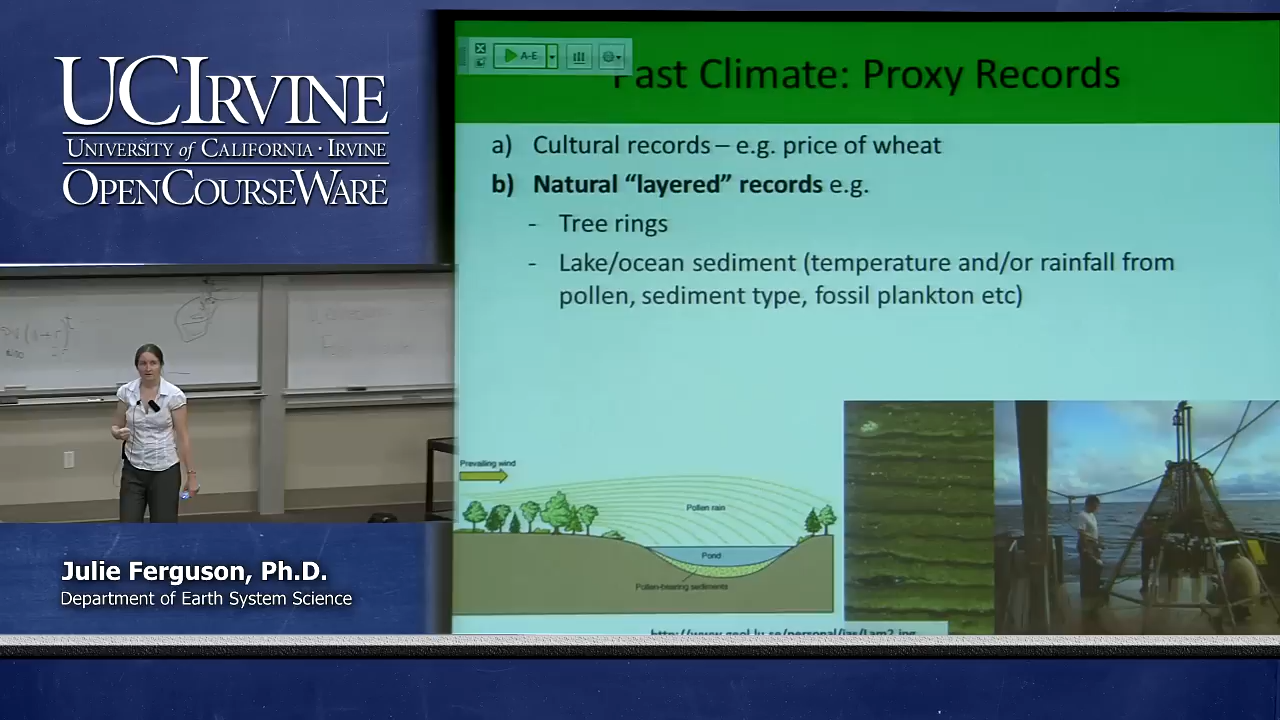 UCIRVINE
UNIVERSITY of CALIFORNIA · IRVINE
OPENCOURSEWARE
A-E
Past Climate: Proxy Records
a) Cultural records – e.g. price of wheat
b) Natural “layered” records e.g.
- Tree rings
- Lake/ocean sediment (temperature and/or rainfall from
pollen, sediment type, fossil plankton etc)
Prevailing wind
Pollen rain
Pond
Pollen-bearing sediments
Julie Ferguson, Ph.D.
Department of Earth System Science